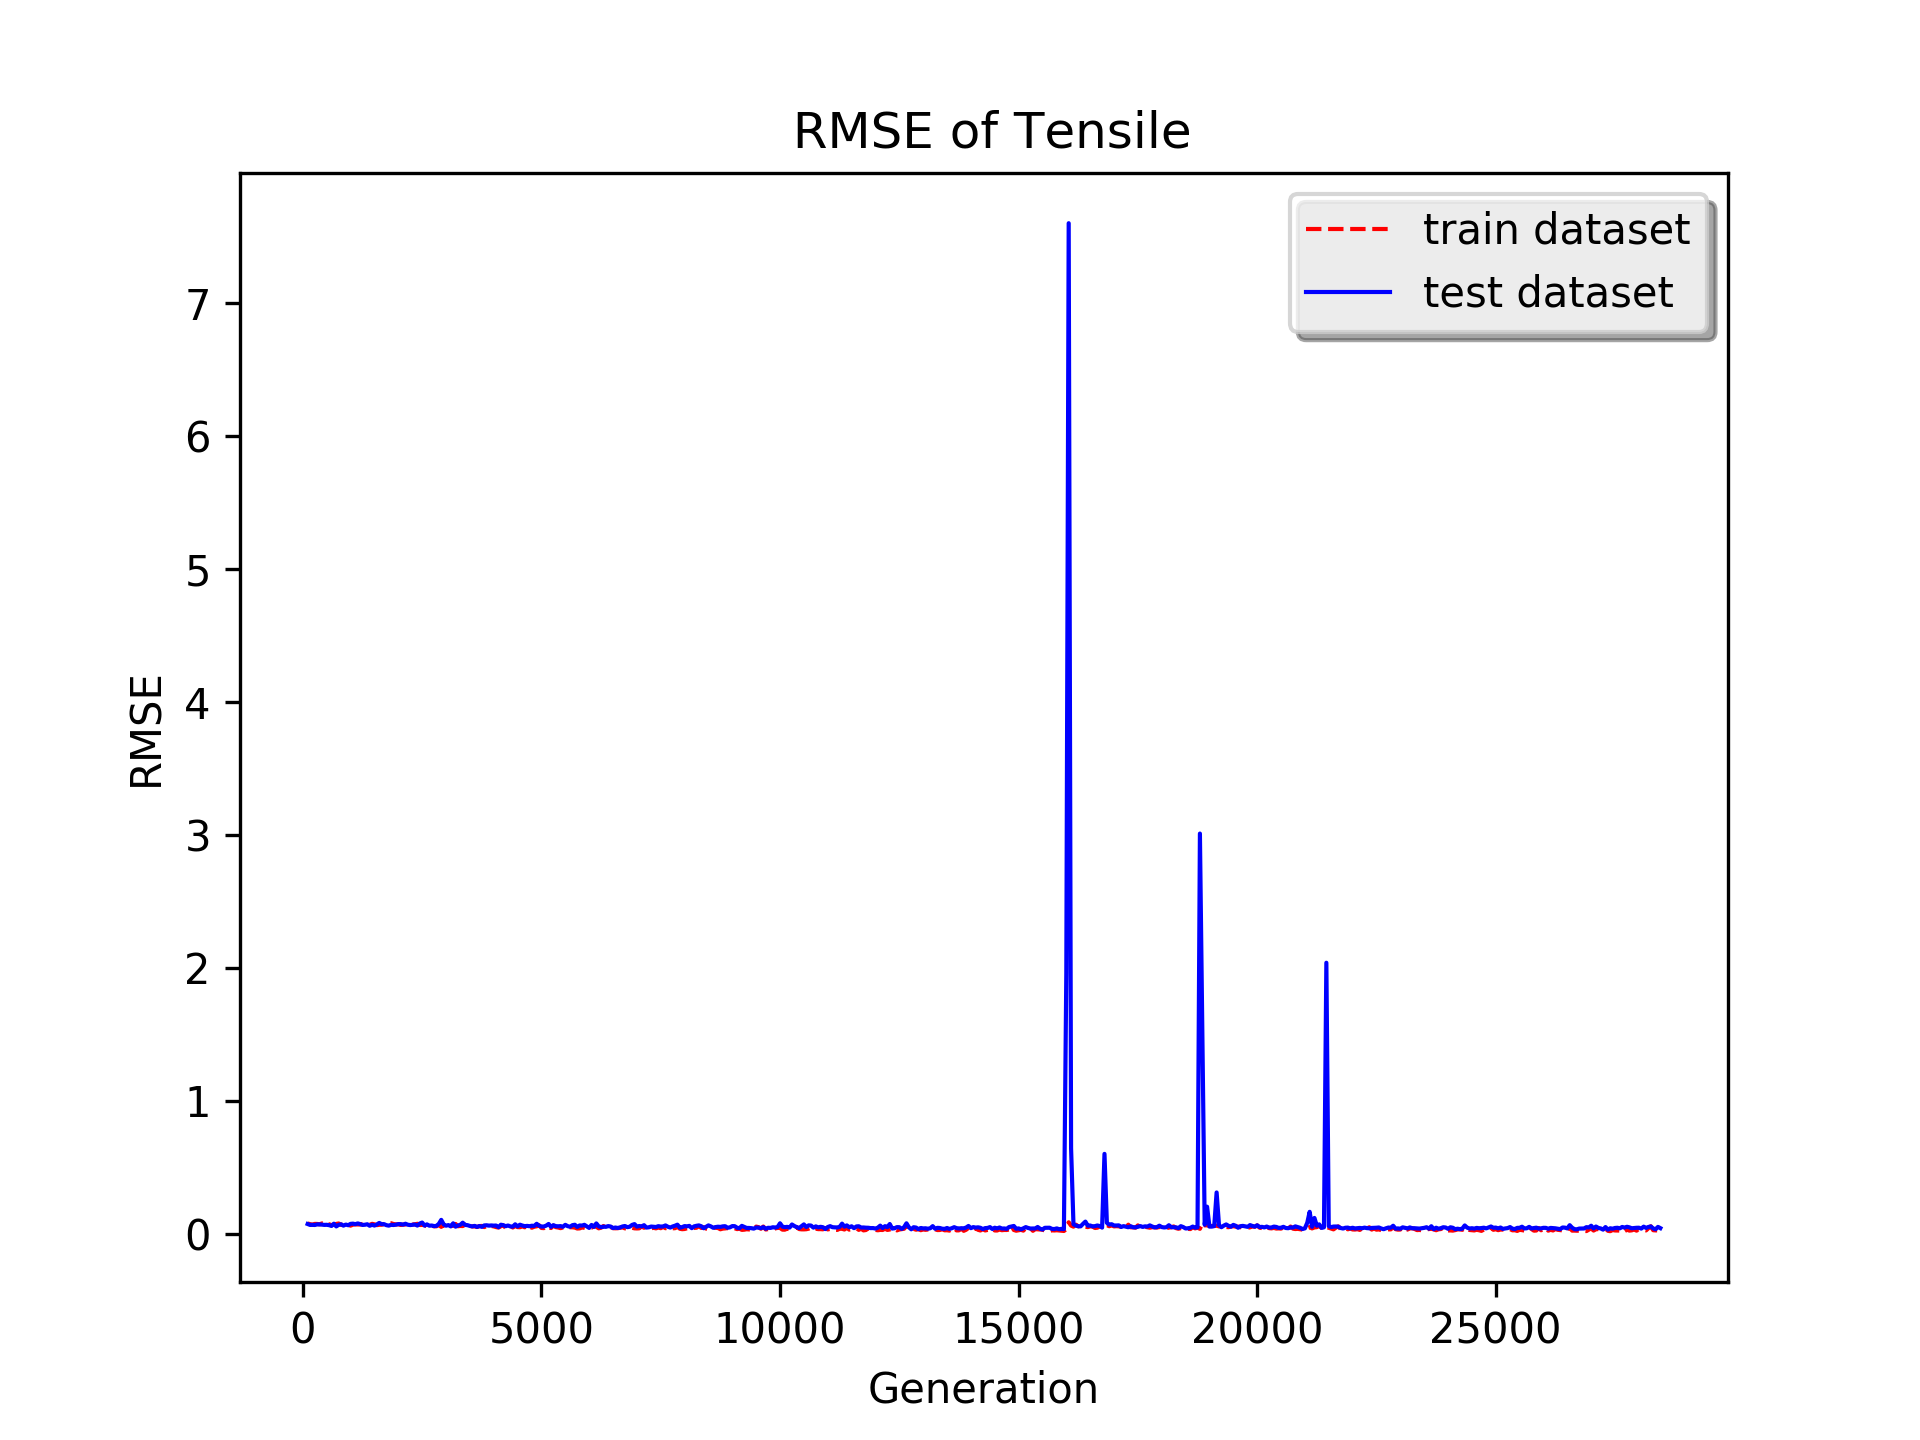 RMSE of Tensile
train dataset
test dataset
7
6
5
4
3
2
1
0
RMSE
0 5000 10000 15000 20000 25000
Generation